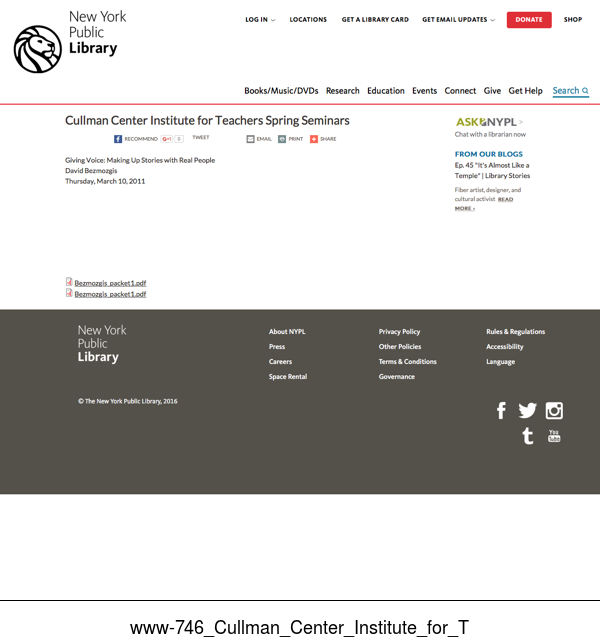 New York
Public
Library
LOG IN
LOCATIONS
GET A LIBRARY CARD
GET EMAIL UPDATES
DONATE
SHOP
Books/Music/DVDs Research Education Events Connect Give Get Help Search
Cullman Center Institute for Teachers Spring Seminars
RECOMMEND G+1 0 TWEET EMAIL PRINT SHARE
Giving Voice: Making Up Stories with Real People
David Bezmozgis
Thursday, March 10, 2011
Bezmozgis_packet1.pdf
Bezmozgis_packet1.pdf
ASK NYPL >
Chat with a librarian now
FROM OUR BLOGS
Ep. 45 "It's Almost Like a
Temple" | Library Stories
Fiber artist, designer, and
cultural activist READ
MORE ›
New York
Public
Library
© The New York Public Library, 2016
About NYPL
Press
Careers
Space Rental
Privacy Policy
Other Policies
Terms & Conditions
Governance
Rules & Regulations
Accessibility
Language
You
Tube
www-746_Cullman_Center_Institute_for_T